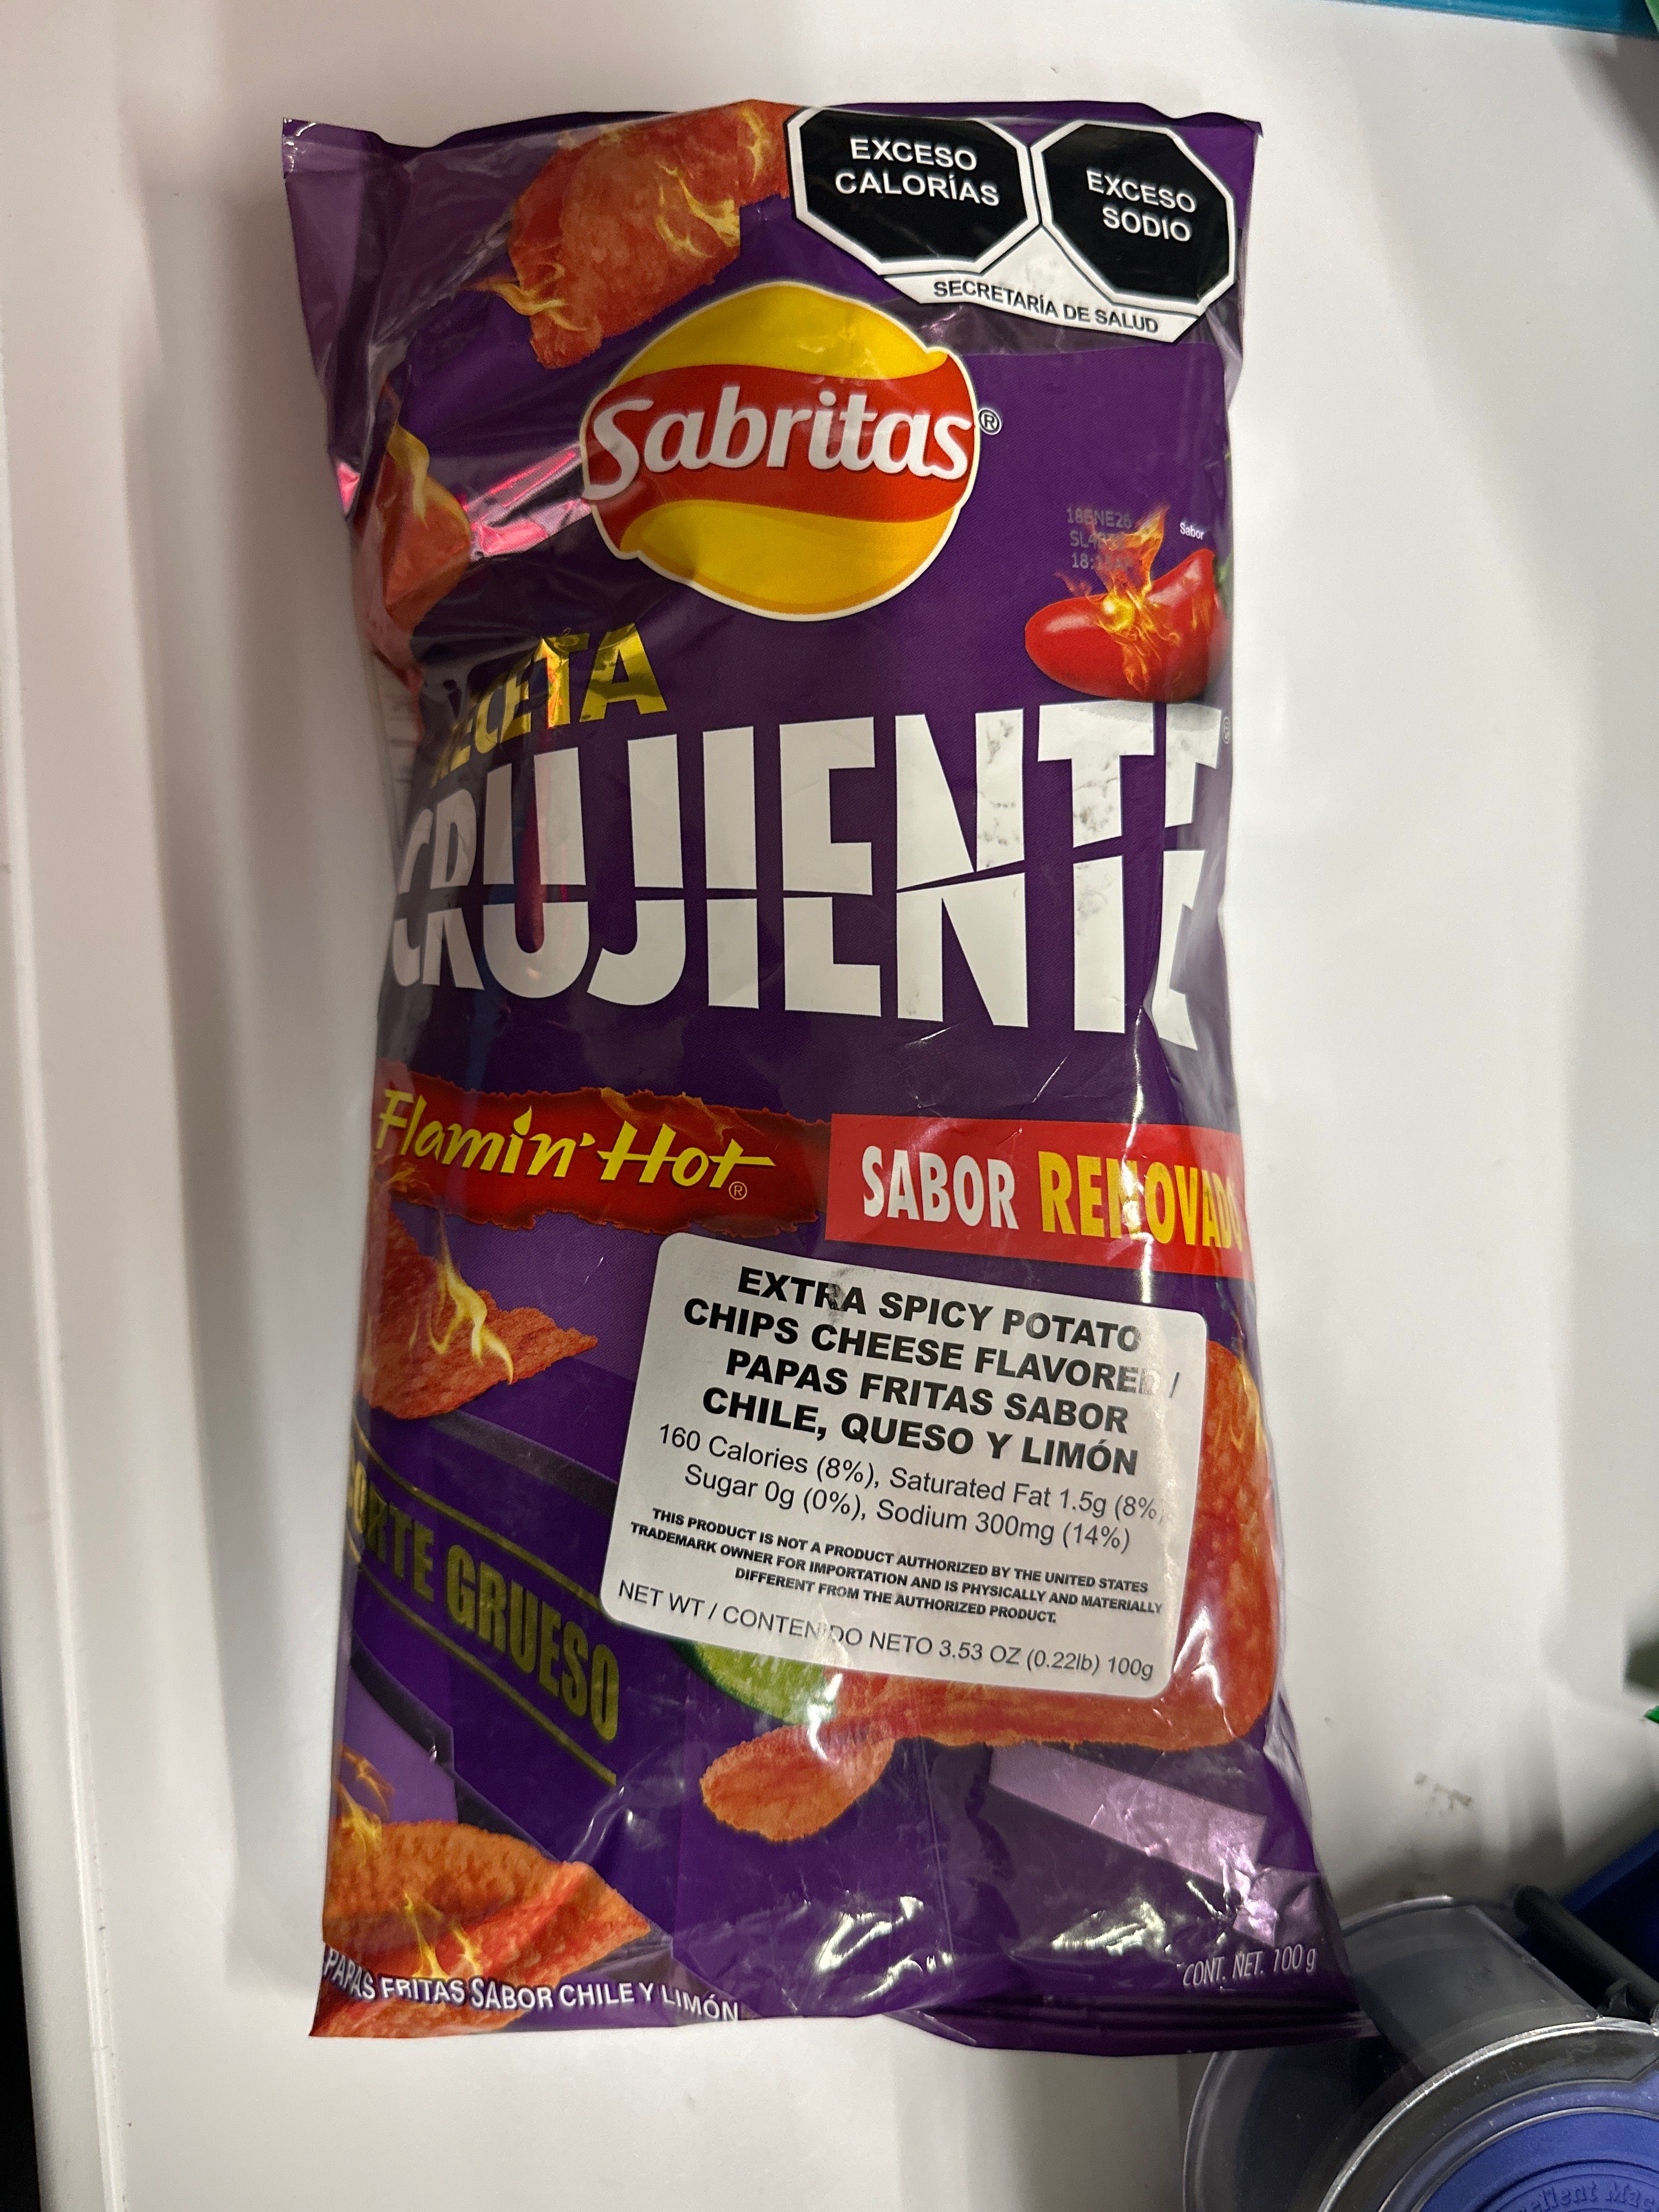 EXCESO
CALORÍAS
EXCESO
SODIO
SECRETARÍA DE SALUD
Sabritas®
18ENE26
Sabor
RECETA
CRUJIENTE
Flamin' Hot®
SABOR RENOVADO
EXTRA SPICY POTATO
CHIPS CHEESE FLAVORED /
PAPAS FRITAS SABOR
CHILE, QUESO Y LIMÓN
160 Calories (8%), Saturated Fat 1.5g (8%)
Sugar 0g (0%), Sodium 300mg (14%)
THIS PRODUCT IS NOT A PRODUCT AUTHORIZED BY THE UNITED STATES
TRADEMARK OWNER FOR IMPORTATION AND IS PHYSICALLY AND MATERIALLY
DIFFERENT FROM THE AUTHORIZED PRODUCT.
NET WT / CONTENIDO NETO 3.53 OZ (0.22lb) 100g
CORTE GRUESO
PAPAS FRITAS SABOR CHILE Y LIMÓN
CONT. NET. 100 g